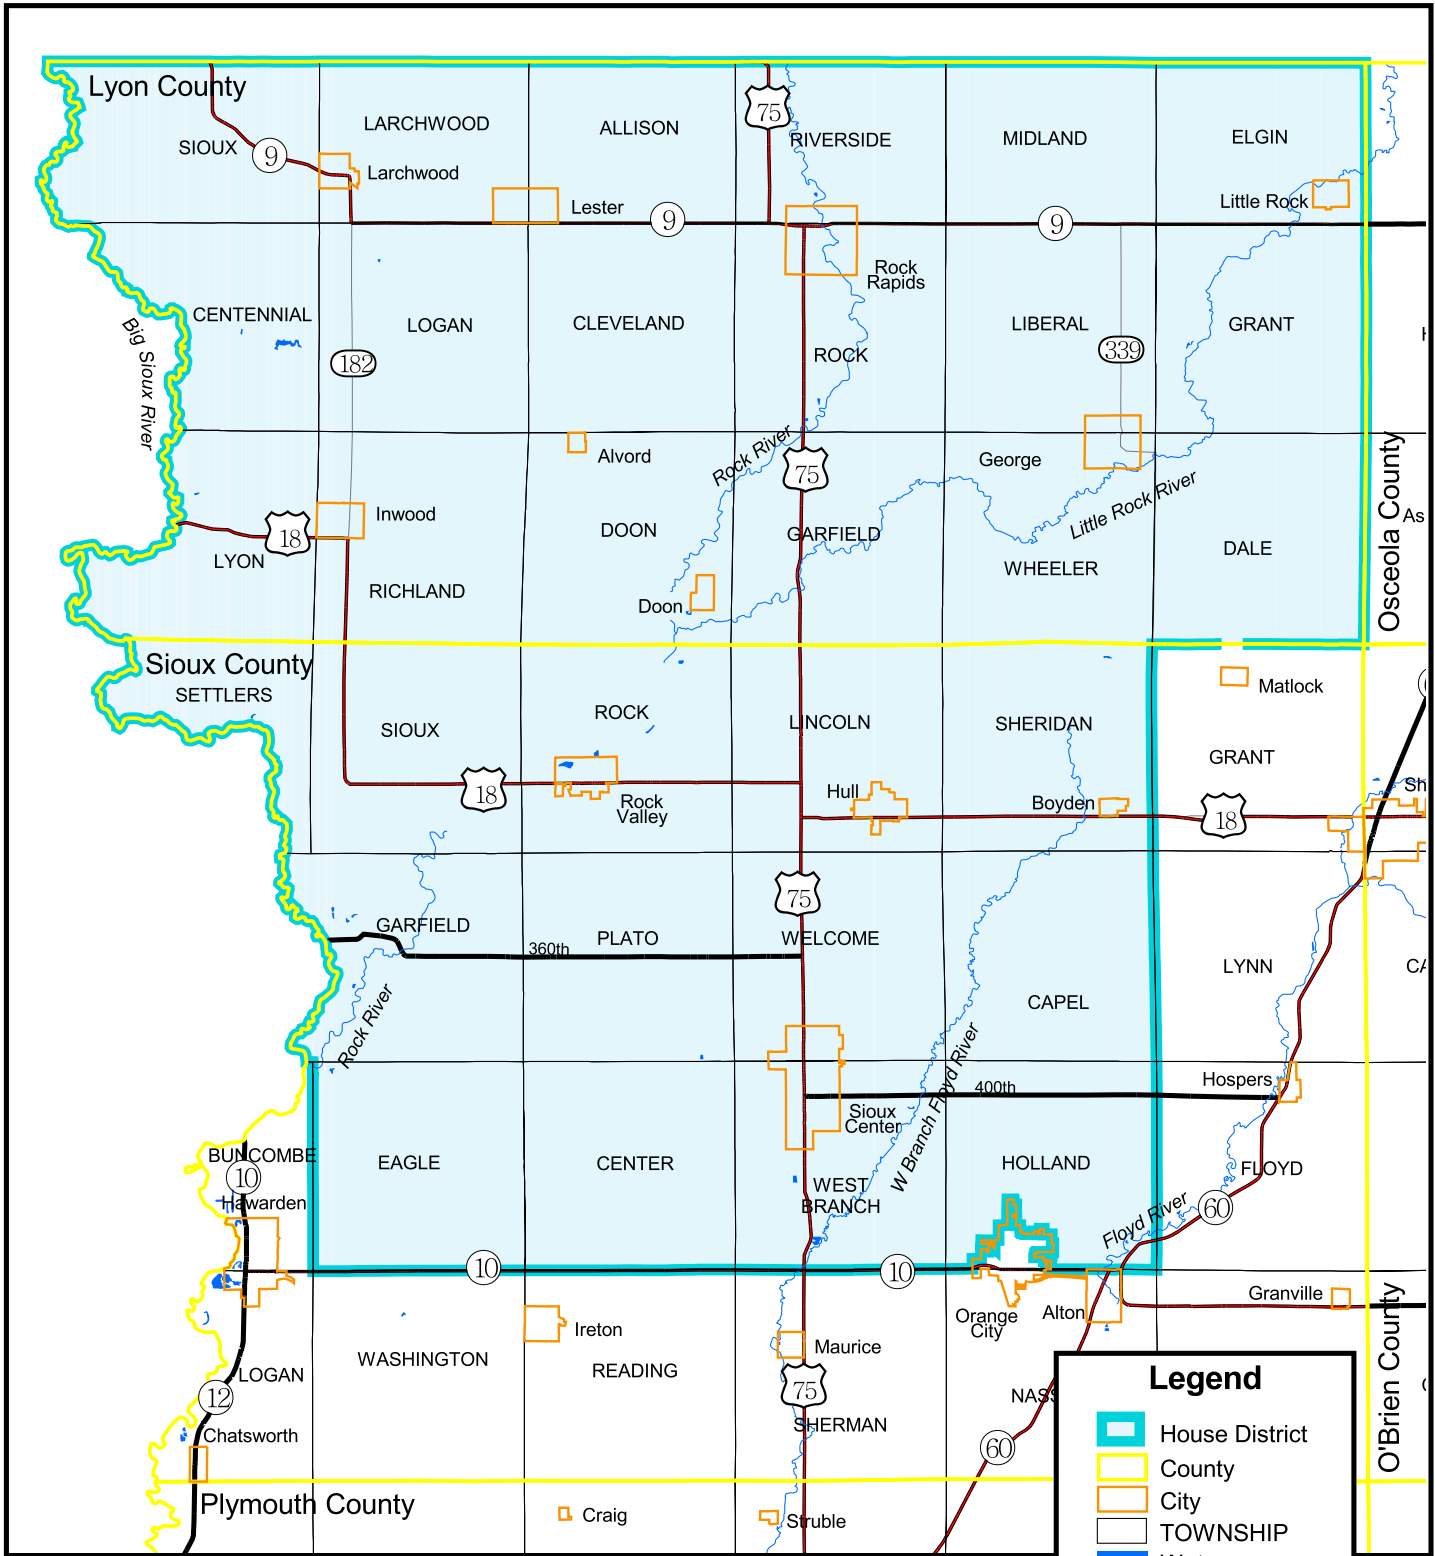 Lyon County
LARCHWOOD
ALLISON
75
RIVERSIDE
MIDLAND
ELGIN
SIOUX
9
Larchwood
Lester
9
9
Little Rock
Rock
Rapids
CENTENNIAL
LOGAN
CLEVELAND
LIBERAL
GRANT
Big Sioux River
182
ROCK
339
Alvord
Rock River
75
George
Little Rock River
Osceola County
As
Inwood
18
LYON
DOON
GARFIELD
WHEELER
DALE
RICHLAND
Doon
Sioux County
SETTLERS
SIOUX
ROCK
LINCOLN
SHERIDAN
Matlock
GRANT
18
Rock
Valley
Hull
Boyden
18
Sh
75
GARFIELD
360th
PLATO
WELCOME
LYNN
CA
CAPEL
Rock River
W Branch Floyd River
400th
Hospers
Sioux
Center
BUNCOMBE
10
Hawarden
EAGLE
CENTER
WEST
BRANCH
HOLLAND
FLOYD
60
Floyd River
10
10
Orange
City
Alton
Granville
O'Brien County
Ireton
Maurice
WASHINGTON
READING
75
LOGAN
12
SHERMAN
NASS
60
Chatsworth
Plymouth County
Craig
Struble
Legend
House District
County
City
TOWNSHIP